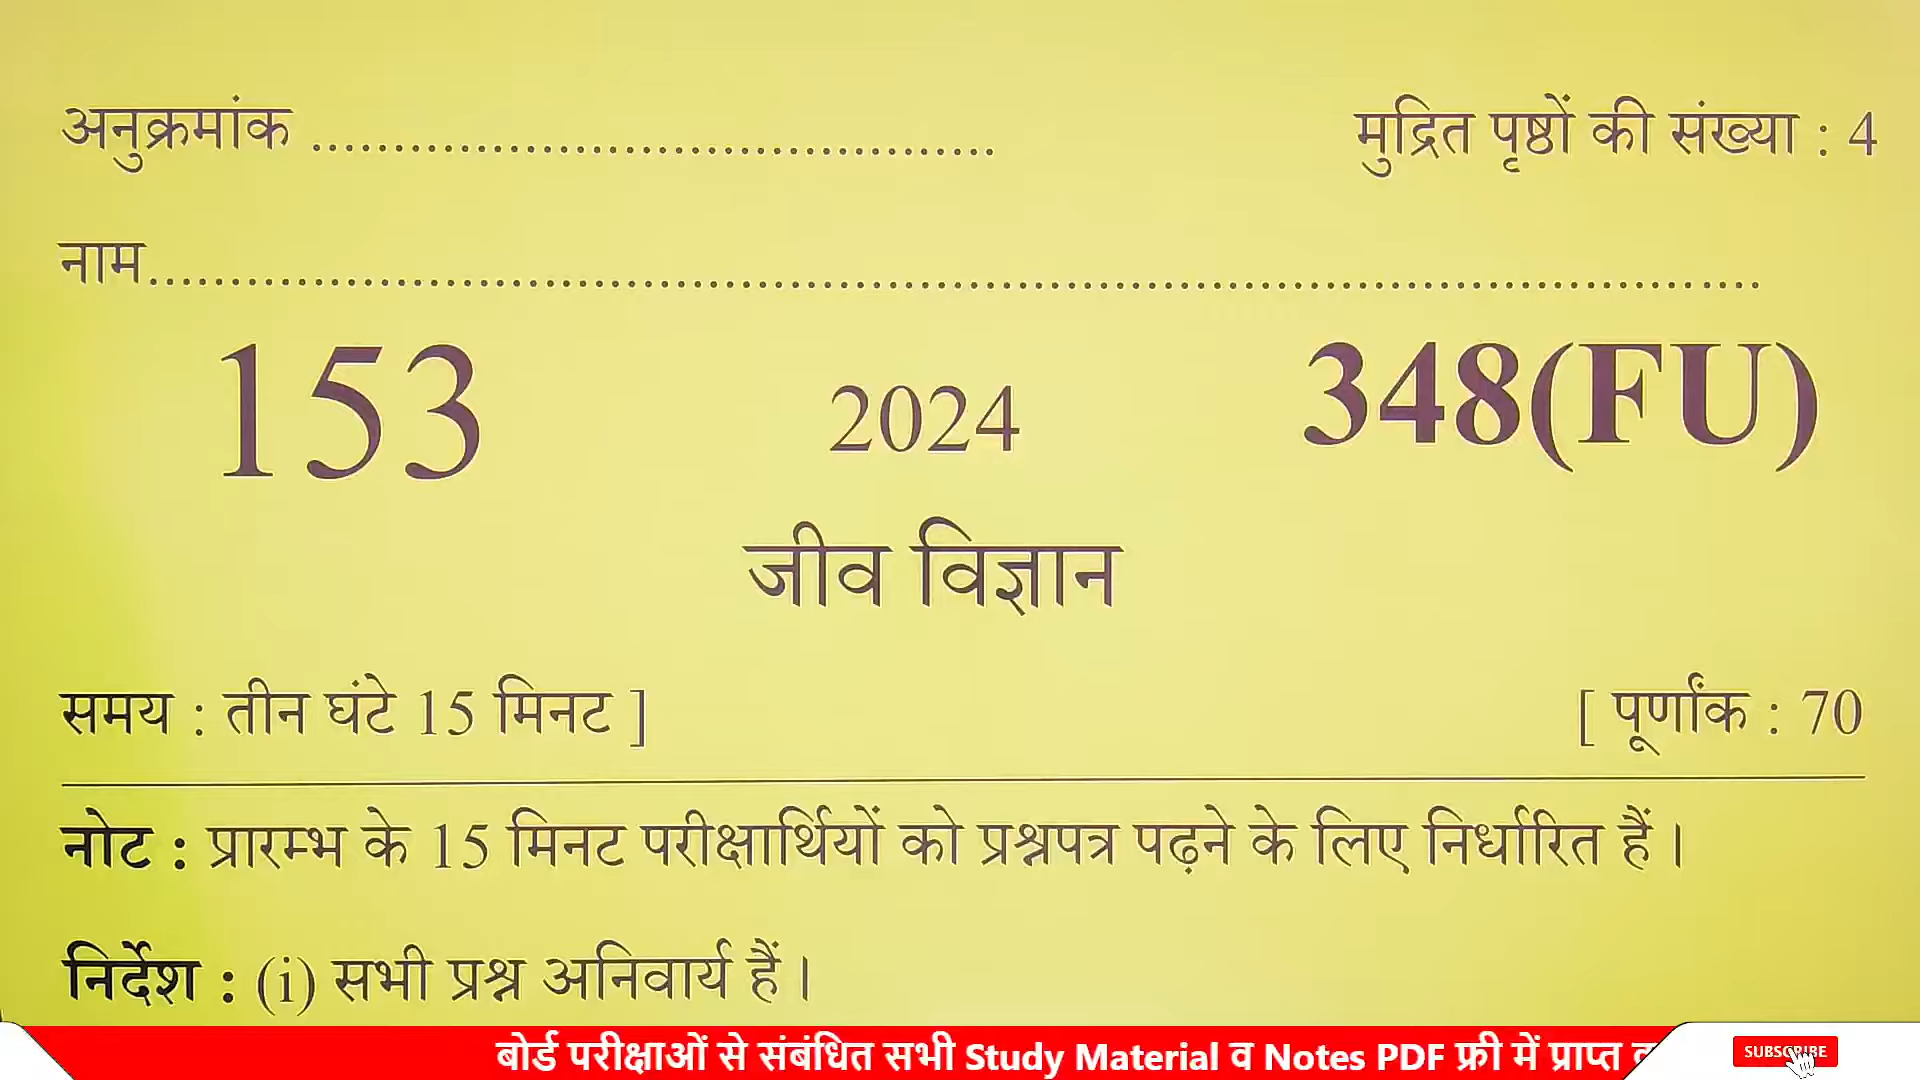 अनुक्रमांक ..........................................
मुद्रित पृष्ठों की संख्या : 4
नाम....................................................................................................
153
2024
348(FU)
जीव विज्ञान
समय : तीन घंटे 15 मिनट ]
[ पूर्णांक : 70
नोट : प्रारम्भ के 15 मिनट परीक्षार्थियों को प्रश्नपत्र पढ़ने के लिए निर्धारित हैं।
निर्देश : (i) सभी प्रश्न अनिवार्य हैं।
बोर्ड परीक्षाओं से संबंधित सभी Study Material व Notes PDF फ्री में प्राप्त
SUBSCRIBE